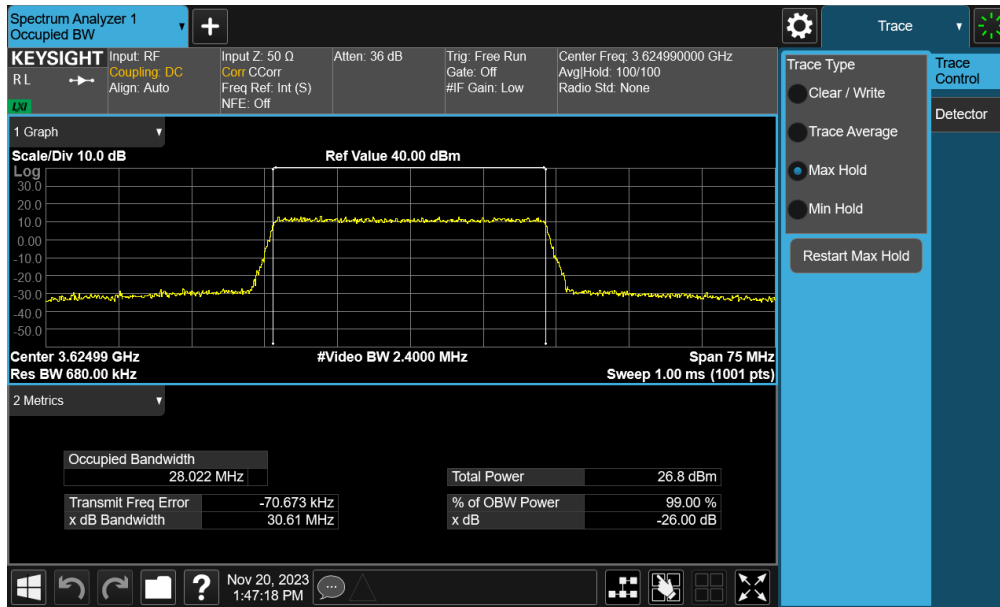 Spectrum Analyzer 1
Occupied BW
+
Trace
KEYSIGHT
R L
LXI
Input: RF
Coupling: DC
Align: Auto
Input Z: 50 Ω
Corr CCorr
Freq Ref: Int (S)
NFE: Off
Atten: 36 dB
Trig: Free Run
Gate: Off
#IF Gain: Low
Center Freq: 3.624990000 GHz
Avg|Hold: 100/100
Radio Std: None
Trace Type
Clear / Write
Trace Average
Max Hold
Min Hold
Restart Max Hold
Trace
Control
Detector
1 Graph
Scale/Div 10.0 dB
Ref Value 40.00 dBm
Log
30.0
20.0
10.0
0.00
-10.0
-20.0
-30.0
-40.0
-50.0
Center 3.62499 GHz
#Video BW 2.4000 MHz
Span 75 MHz
Res BW 680.00 kHz
Sweep 1.00 ms (1001 pts)
2 Metrics
Occupied Bandwidth
28.022 MHz
Total Power 26.8 dBm
Transmit Freq Error -70.673 kHz
% of OBW Power 99.00 %
x dB Bandwidth 30.61 MHz
x dB -26.00 dB
?
Nov 20, 2023
1:47:18 PM